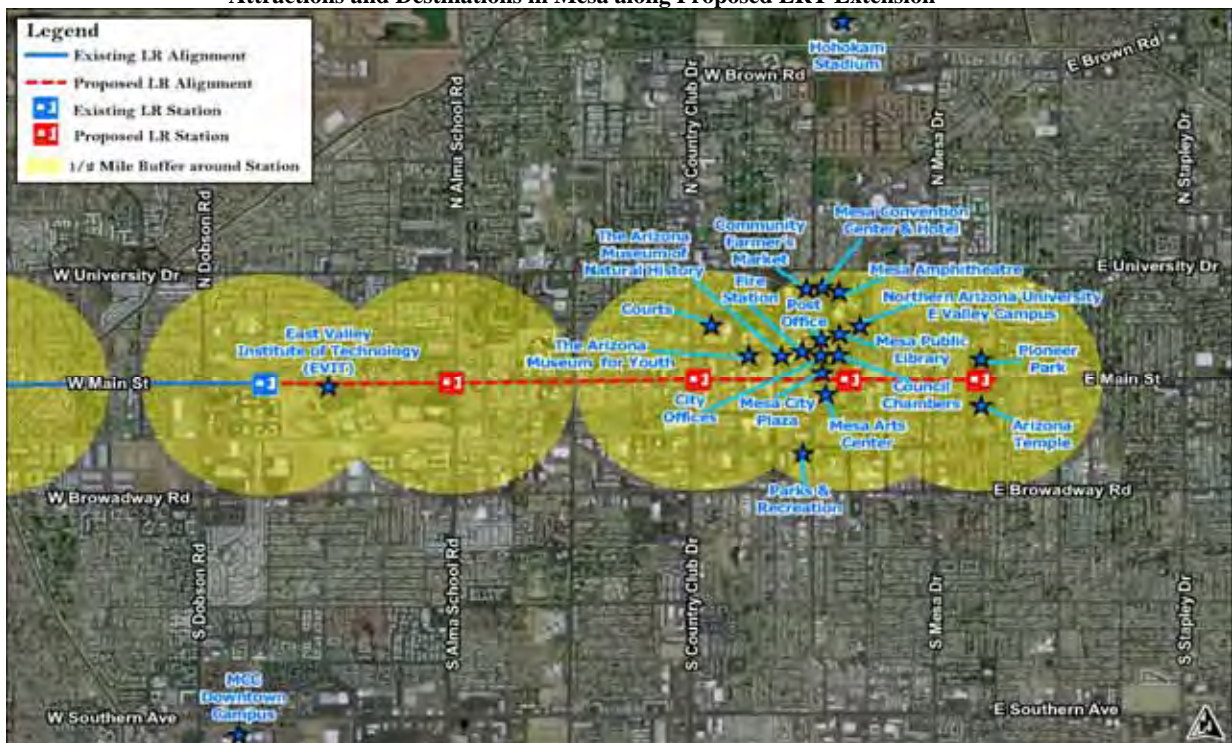 Attractions and Destinations in Mesa along Proposed LRT Extension
Legend
Existing LR Alignment
Proposed LR Alignment
Existing LR Station
Proposed LR Station
1/2 Mile Buffer around Station
Hohokam
Stadium
W Brown Rd
E Brown Rd
N Dobson Rd
N Alma School Rd
N Country Club Dr
N Mesa Dr
N Stapley Dr
W University Dr
E University Dr
Community
Farmer's
Market
Mesa Convention
Center & Hotel
The Arizona
Museum of
Natural History
Fire
Station
Post
Office
Mesa Amphitheatre
Northern Arizona University
E Valley Campus
Courts
Mesa Public
Library
Pioneer
Park
East Valley
Institute of Technology
(EVIT)
The Arizona
Museum for Youth
W Main St
E Main St
City
Offices
Mesa City
Plaza
Mesa Arts
Center
Council
Chambers
Arizona
Temple
Parks &
Recreation
W Browadway Rd
E Browadway Rd
S Dobson Rd
S Alma School Rd
S Country Club Dr
S Mesa Dr
S Stapley Dr
MCC
Downtown
Campus
W Southern Ave
E Southern Ave